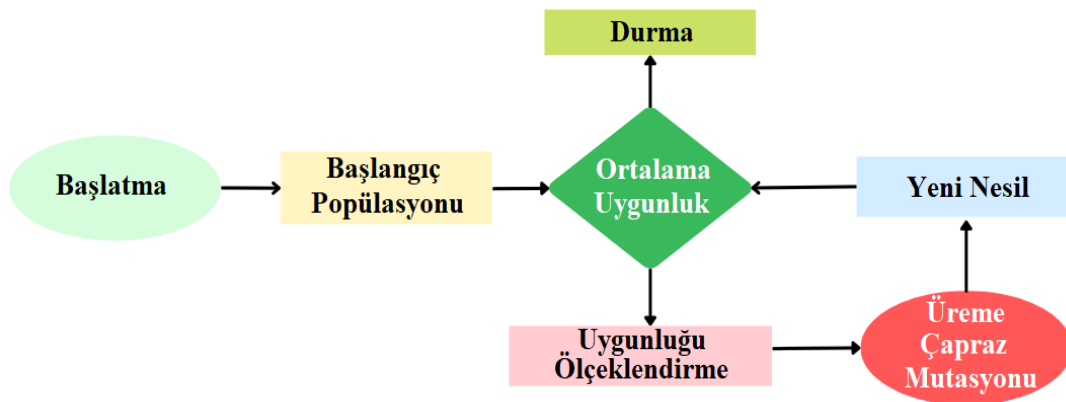 Durma
Başlatma
Başlangıç
Popülasyonu
Ortalama
Uygunluk
Yeni Nesil
Uygunluğu
Ölçeklendirme
Üreme
Çapraz
Mutasyonu